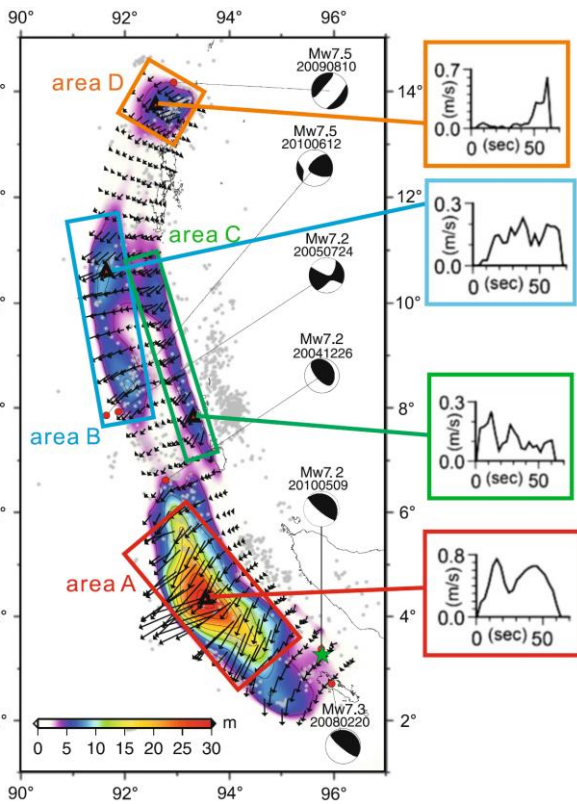 90° 92° 94° 96°
area D
Mw7.5
20090810
14°
0.7
(m/s)
0.0
0 (sec) 50
Mw7.5
20100612
12°
area C
0.3
(m/s)
0.0
0 (sec) 50
Mw7.2
20050724
10°
Mw7.2
20041226
8°
area B
0.3
(m/s)
0.0
0 (sec) 50
Mw7.2
20100509
6°
area A
0.8
(m/s)
0.0
0 (sec) 50
4°
Mw7.3
20080220
2°
m
0 5 10 15 20 25 30
90° 92° 94° 96°